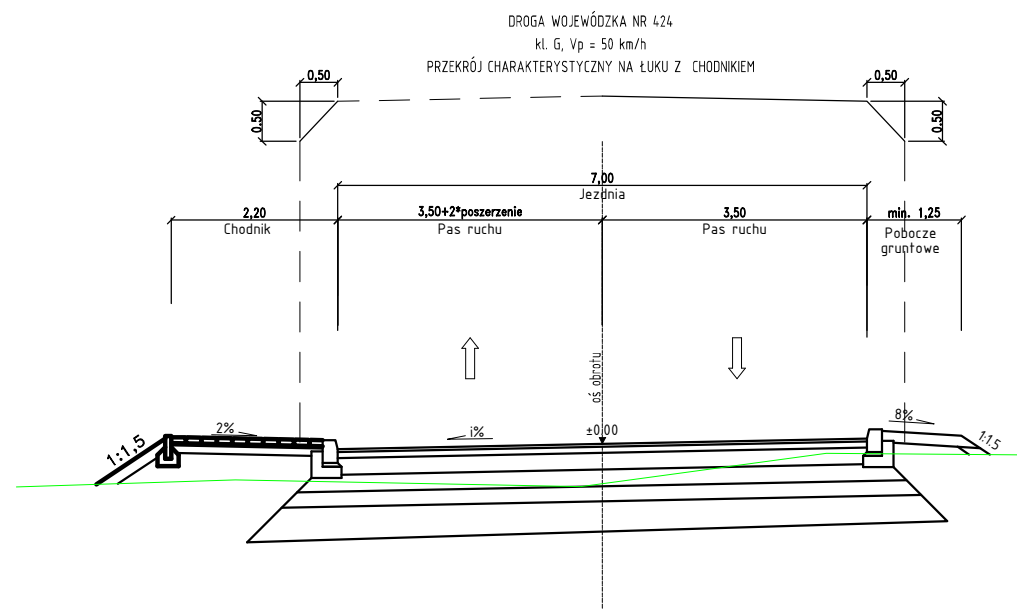 DROGA WOJEWÓDZKA NR 424
kl. G, Vp = 50 km/h
PRZEKRÓJ CHARAKTERYSTYCZNY NA ŁUKU Z CHODNIKIEM
0,50
0,50
0.50
0.50
7,00
Jezdnia
2,20
3,50+2*poszerzenie
3,50
min. 1,25
Chodnik
Pas ruchu
Pas ruchu
Pobocze
gruntowe
oś obrotu
2%
i%
±0.00
8%
1:1,5
1:1.5